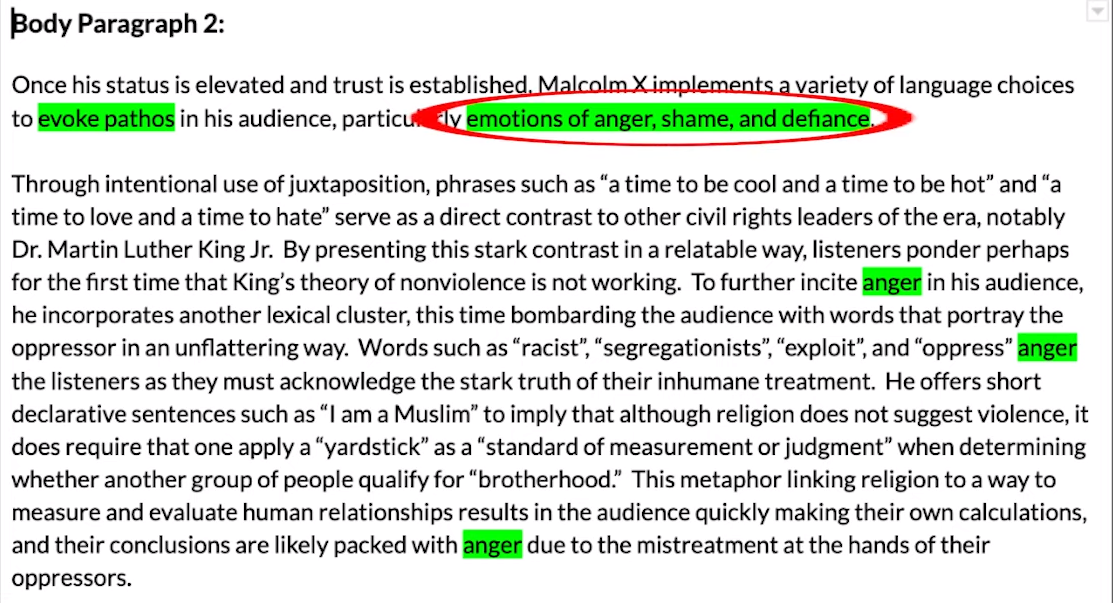 Body Paragraph 2:
Once his status is elevated and trust is established, Malcolm X implements a variety of language choices
to evoke pathos in his audience, particularly emotions of anger, shame, and defiance.
Through intentional use of juxtaposition, phrases such as “a time to be cool and a time to be hot” and “a
time to love and a time to hate” serve as a direct contrast to other civil rights leaders of the era, notably
Dr. Martin Luther King Jr.  By presenting this stark contrast in a relatable way, listeners ponder perhaps
for the first time that King’s theory of nonviolence is not working.  To further incite anger in his audience,
he incorporates another lexical cluster, this time bombarding the audience with words that portray the
oppressor in an unflattering way.  Words such as “racist”, “segregationists”, “exploit”, and “oppress” anger
the listeners as they must acknowledge the stark truth of their inhumane treatment.  He offers short
declarative sentences such as “I am a Muslim” to imply that although religion does not suggest violence, it
does require that one apply a “yardstick” as a “standard of measurement or judgment” when determining
whether another group of people qualify for “brotherhood.”  This metaphor linking religion to a way to
measure and evaluate human relationships results in the audience quickly making their own calculations,
and their conclusions are likely packed with anger due to the mistreatment at the hands of their
oppressors.